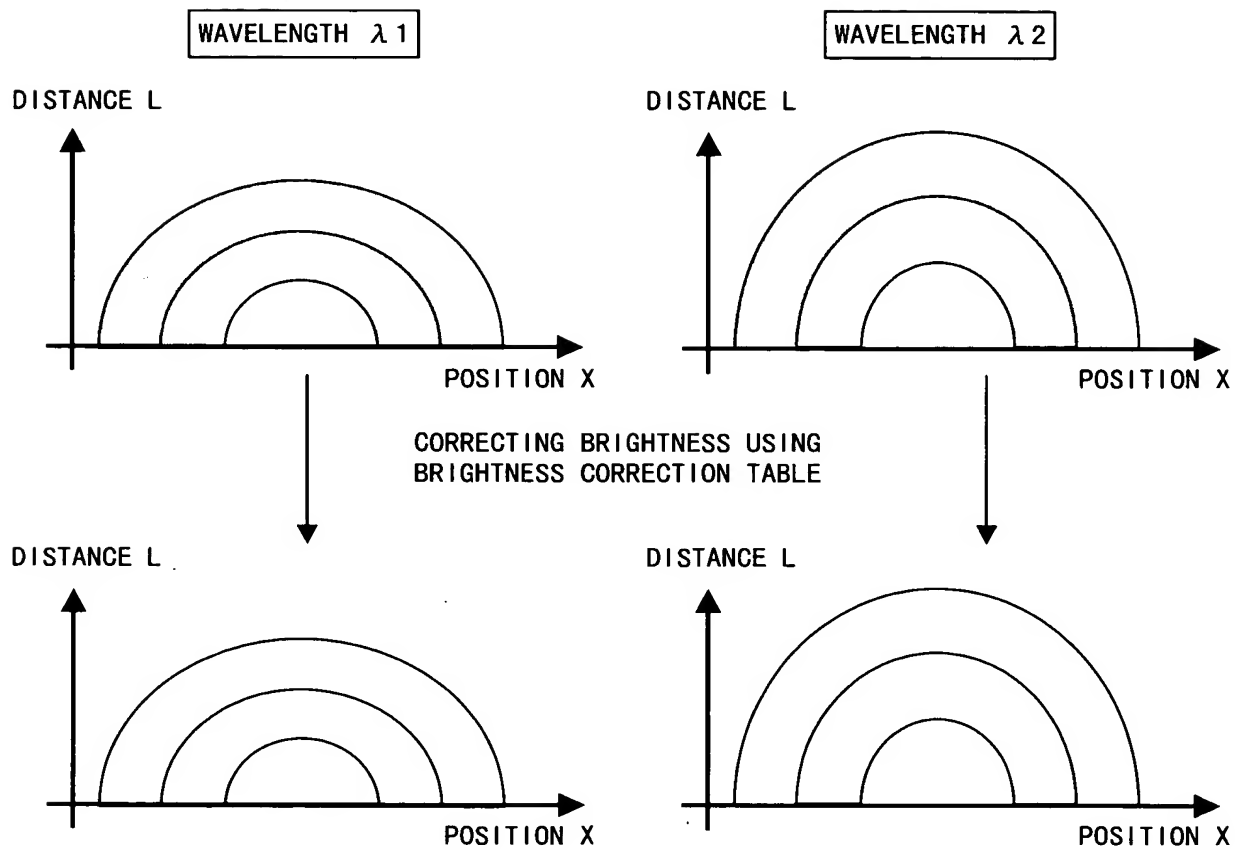 WAVELENGTH λ1
WAVELENGTH λ2
DISTANCE L
DISTANCE L
POSITION X
POSITION X
CORRECTING BRIGHTNESS USING
BRIGHTNESS CORRECTION TABLE
DISTANCE L
DISTANCE L
POSITION X
POSITION X